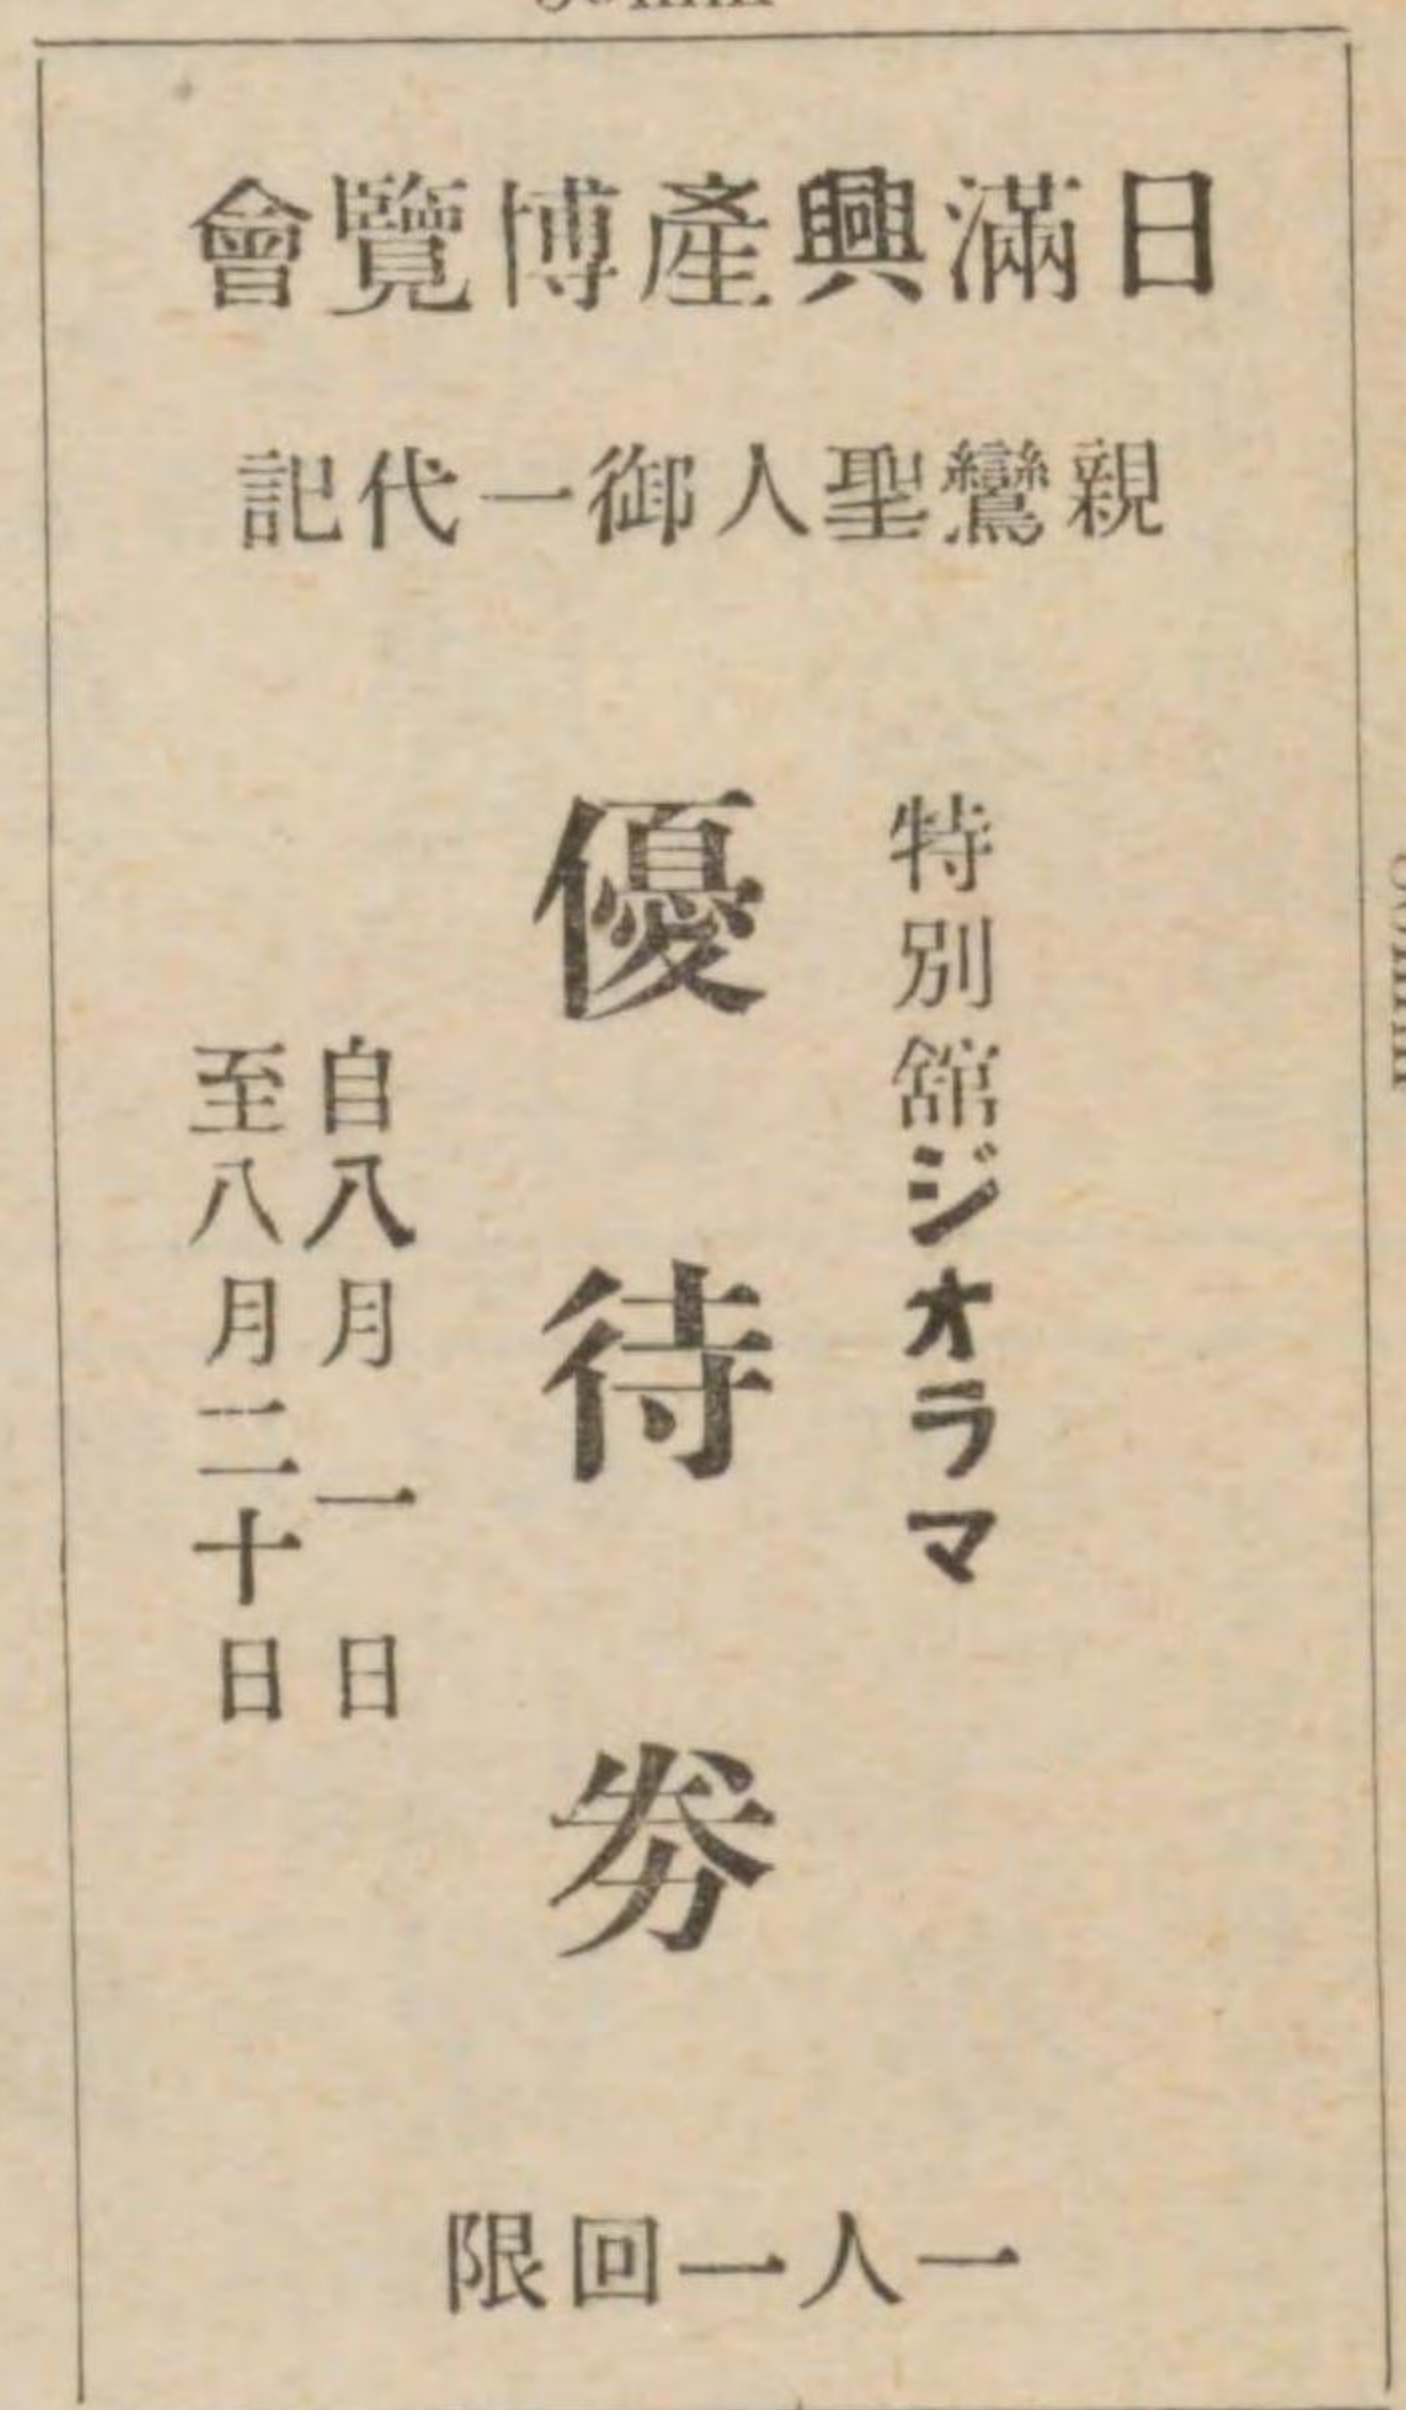 日滿興產博覽會
親鸞聖人御一代記
特別舘ジオラマ
優待劵
自八月一日
至八月二十日
一人一回限